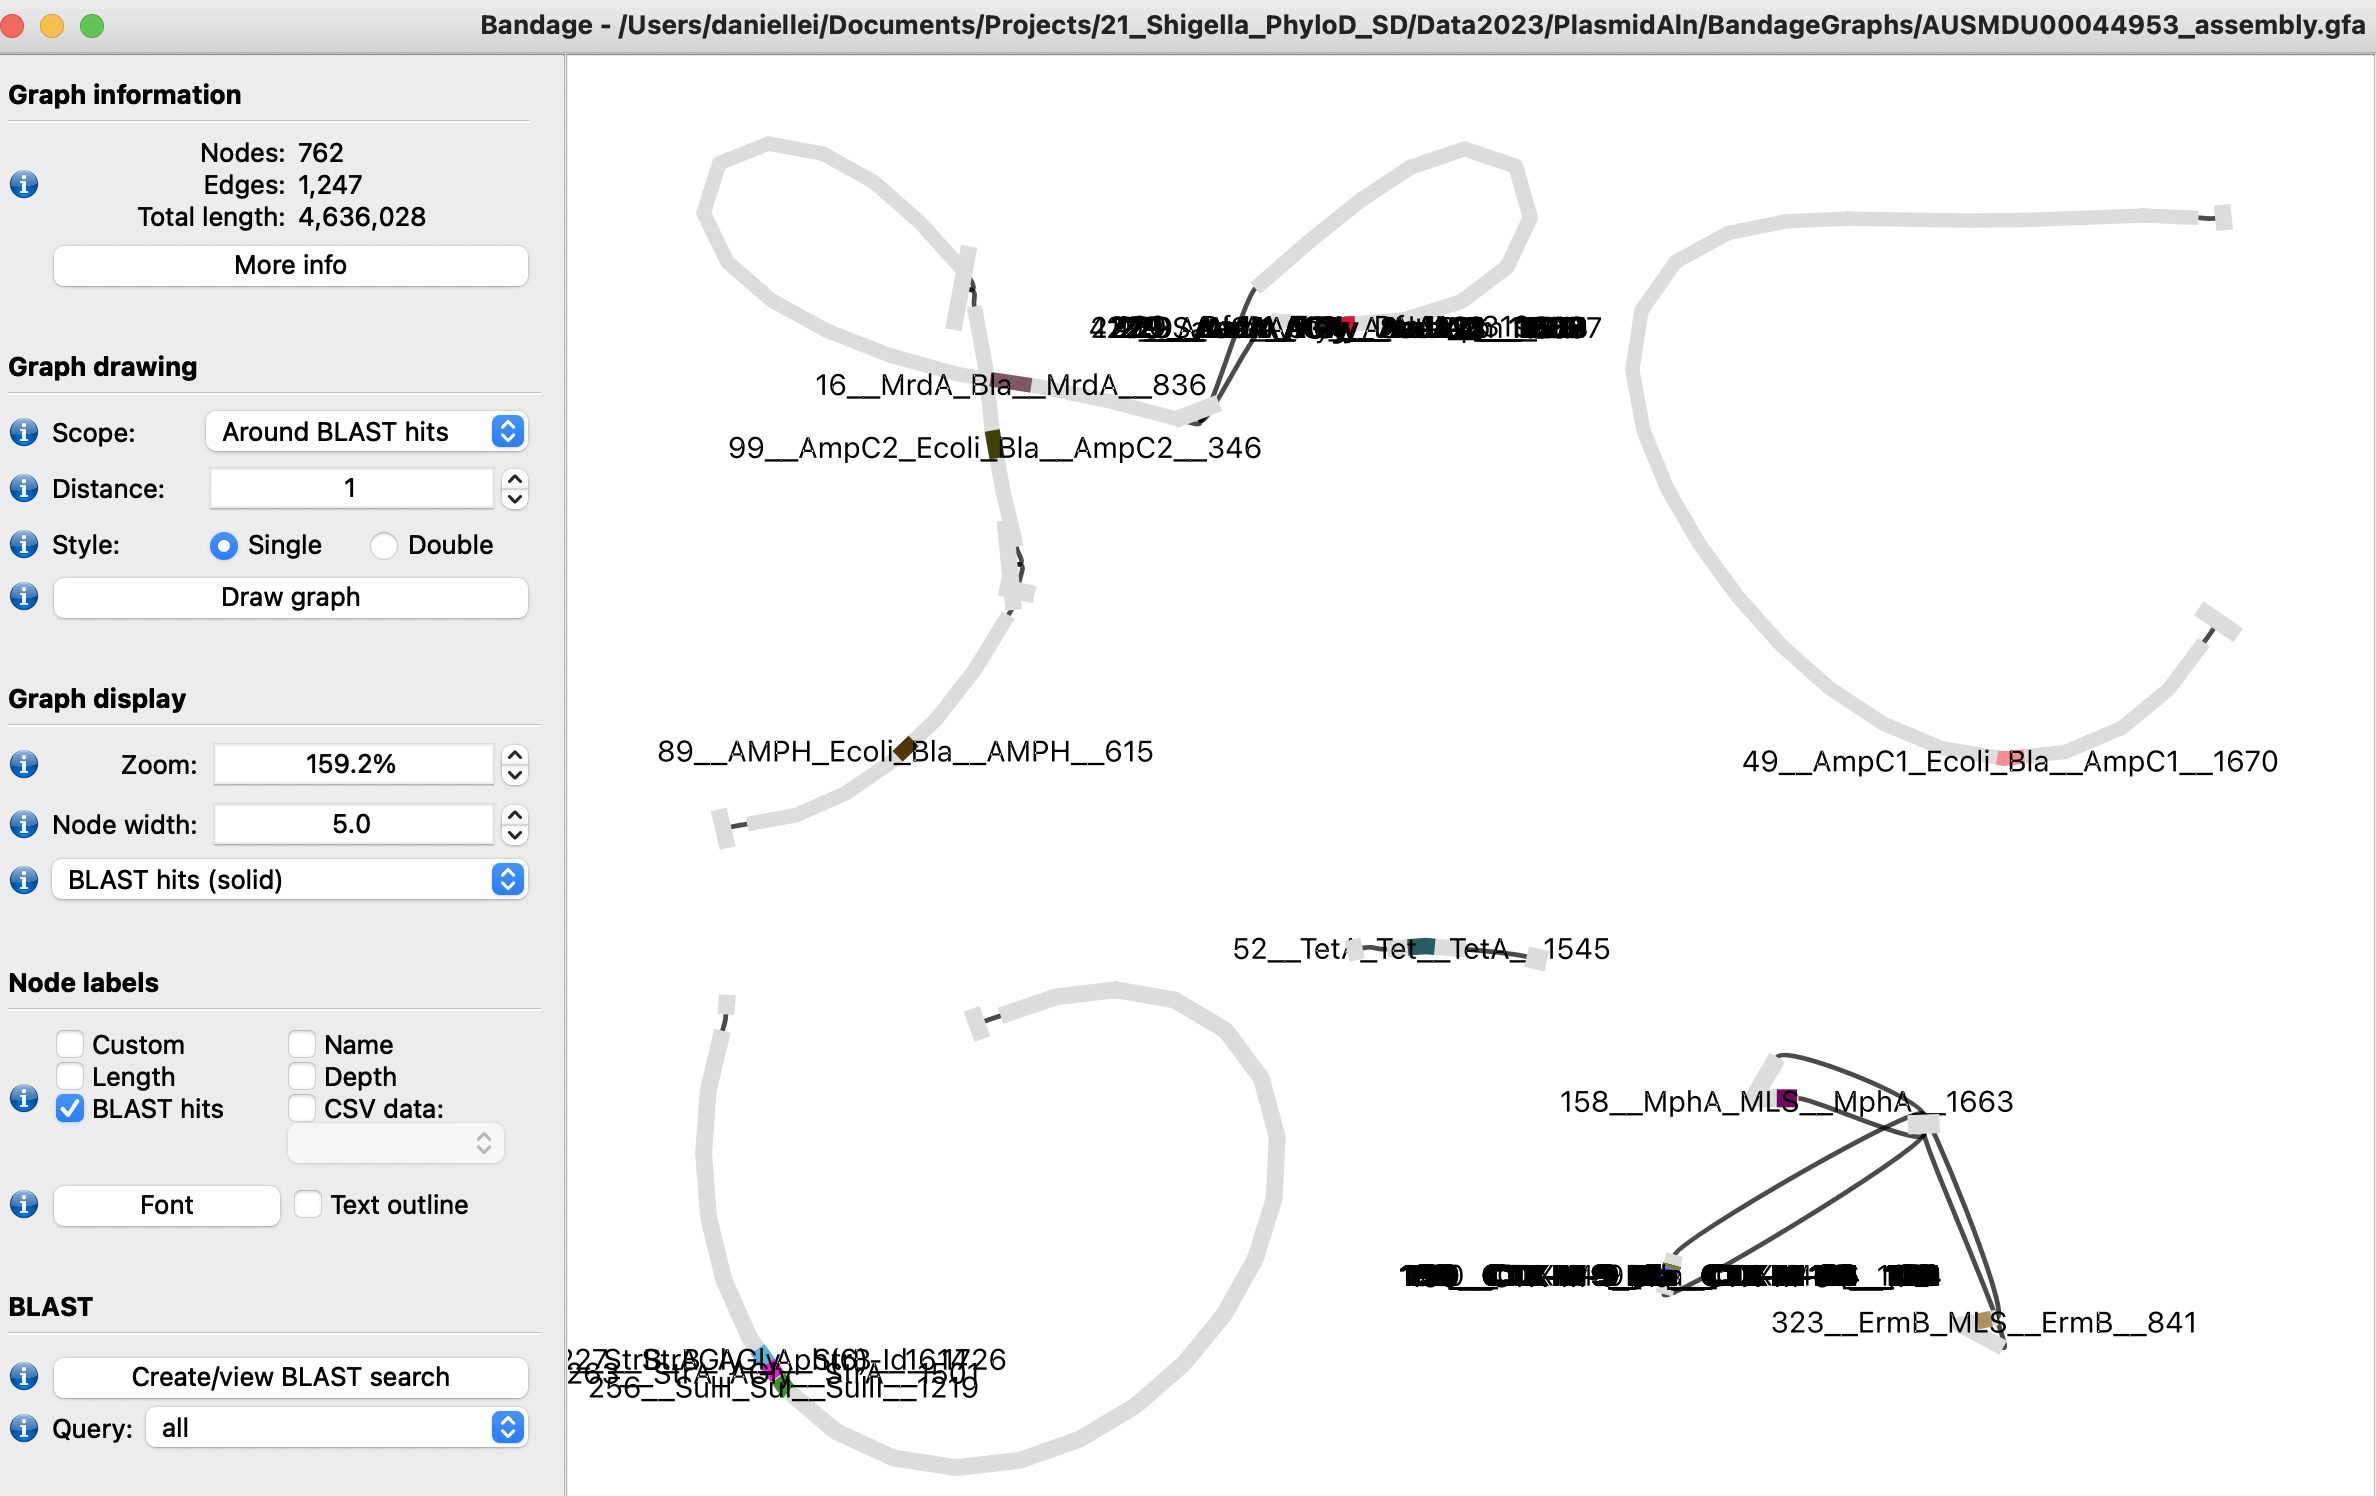 Bandage - /Users/daniellei/Documents/Projects/21_Shigella_PhyloD_SD/Data2023/PlasmidAln/BandageGraphs/AUSMDU00044953_assembly.gfa
Graph information
Nodes: 762
Edges: 1,247
Total length: 4,636,028
More info
Graph drawing
Scope: Around BLAST hits
Distance: 1
Style: Single Double
Draw graph
Graph display
Zoom: 159.2%
Node width: 5.0
BLAST hits (solid)
Node labels
Custom Name
Length Depth
BLAST hits CSV data:
Font Text outline
BLAST
Create/view BLAST search
Query: all
16__MrdA_Bla__MrdA__836
99__AmpC2_Ecoli_Bla__AmpC2__346
89__AMPH_Ecoli_Bla__AMPH__615
49__AmpC1_Ecoli_Bla__AmpC1__1670
52__TetA_Tet__TetA__1545
158__MphA_MLS__MphA__1663
323__ErmB_MLS__ErmB__841
256__SulII_Sul__SulII__1219